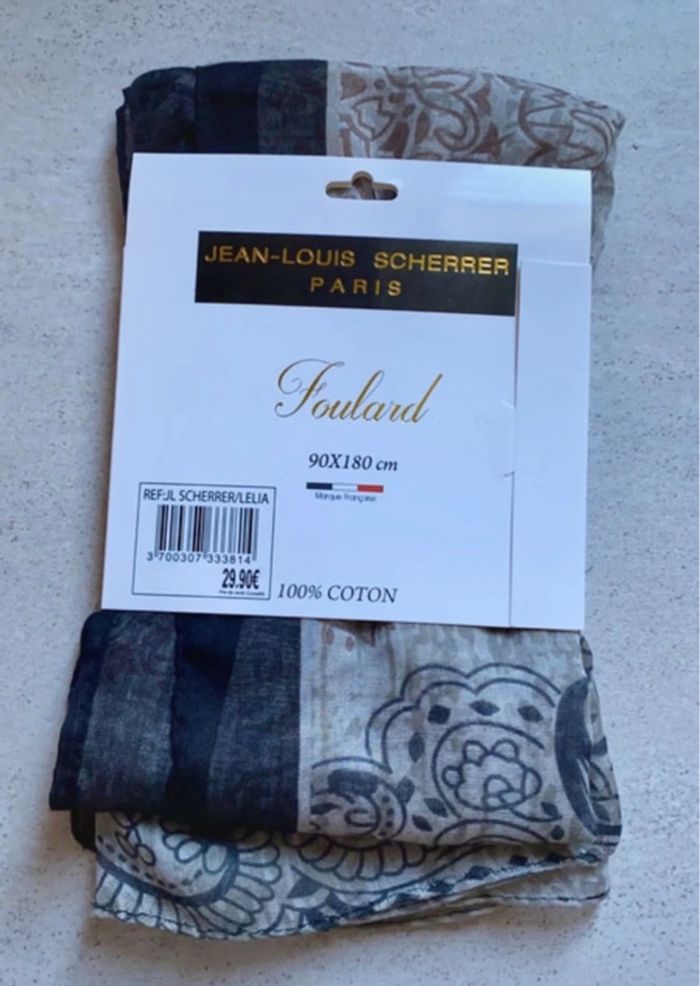 JEAN-LOUIS SCHERRER
PARIS
Foulard
90X180 cm
Marque Française
REF:JL SCHERRER/LELIA
3 700307 333814
29.90€
100% COTON